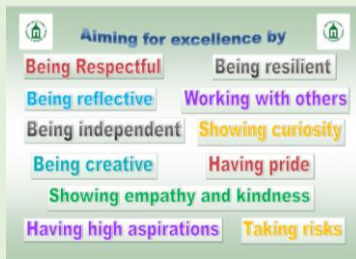 Aiming for excellence by
Being Respectful Being resilient
Being reflective Working with others
Being independent Showing curiosity
Being creative Having pride
Showing empathy and kindness
Having high aspirations Taking risks